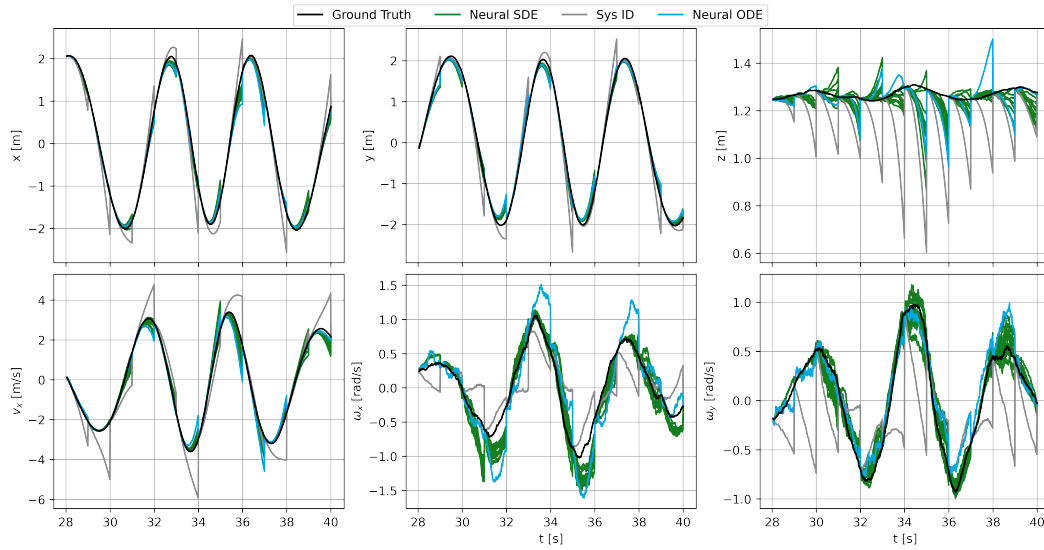 Ground Truth Neural SDE Sys ID Neural ODE
x [m]
2
1
0
−1
−2
y [m]
2
1
0
−1
−2
z [m]
1.4
1.2
1.0
0.8
0.6
v_x [m/s]
4
2
0
−2
−4
−6
28 30 32 34 36 38 40
ω_x [rad/s]
1.5
1.0
0.5
0.0
−0.5
−1.0
−1.5
28 30 32 34 36 38 40
t [s]
ω_y [rad/s]
1.0
0.5
0.0
−0.5
−1.0
28 30 32 34 36 38 40
t [s]